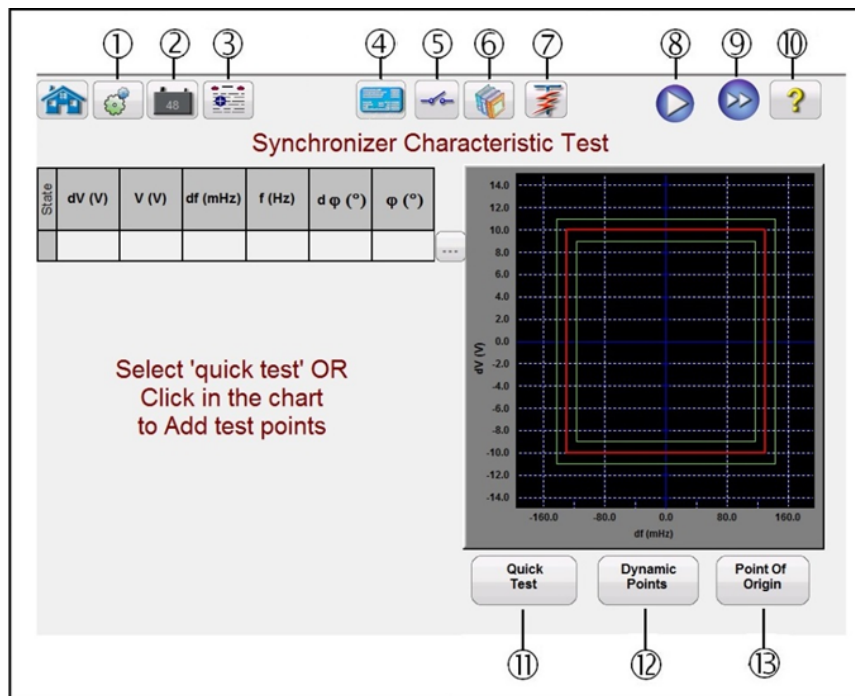 ① ② ③ ④ ⑤ ⑥ ⑦ ⑧ ⑨ ⑩
48
?
Synchronizer Characteristic Test
State dV (V) V (V) df (mHz) f (Hz) d φ (°) φ (°)
...
Select 'quick test' OR
Click in the chart
to Add test points
14.0
12.0
10.0
8.0
6.0
4.0
2.0
0.0
-2.0
-4.0
-6.0
-8.0
-10.0
-12.0
-14.0
dV (V)
-160.0 -80.0 0.0 80.0 160.0
df (mHz)
Quick
Test
Dynamic
Points
Point Of
Origin
⑪ ⑫ ⑬